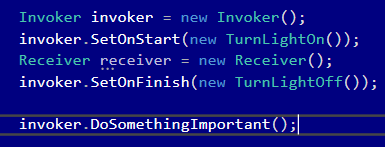 Invoker invoker = new Invoker();
invoker.SetOnStart(new TurnLightOn());
Receiver receiver = new Receiver();
invoker.SetOnFinish(new TurnLightOff());
invoker.DoSomethingImportant();